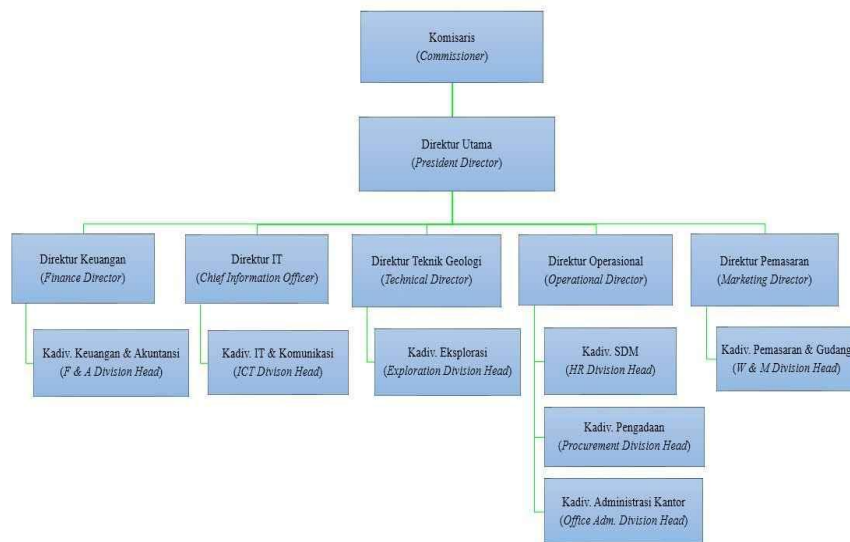 Komisaris
(Commissioner)
Direktur Utama
(President Director)
Direktur Keuangan
(Finance Director)
Direktur IT
(Chief Information Officer)
Direktur Teknik Geologi
(Technical Director)
Direktur Operasional
(Operational Director)
Direktur Pemasaran
(Marketing Director)
Kadiv. Keuangan & Akuntansi
(F & A Division Head)
Kadiv. IT & Komunikasi
(ICT Divison Head)
Kadiv. Eksplorasi
(Exploration Division Head)
Kadiv. SDM
(HR Division Head)
Kadiv. Pemasaran & Gudang
(W & M Division Head)
Kadiv. Pengadaan
(Procurement Division Head)
Kadiv. Administrasi Kantor
(Office Adm. Division Head)